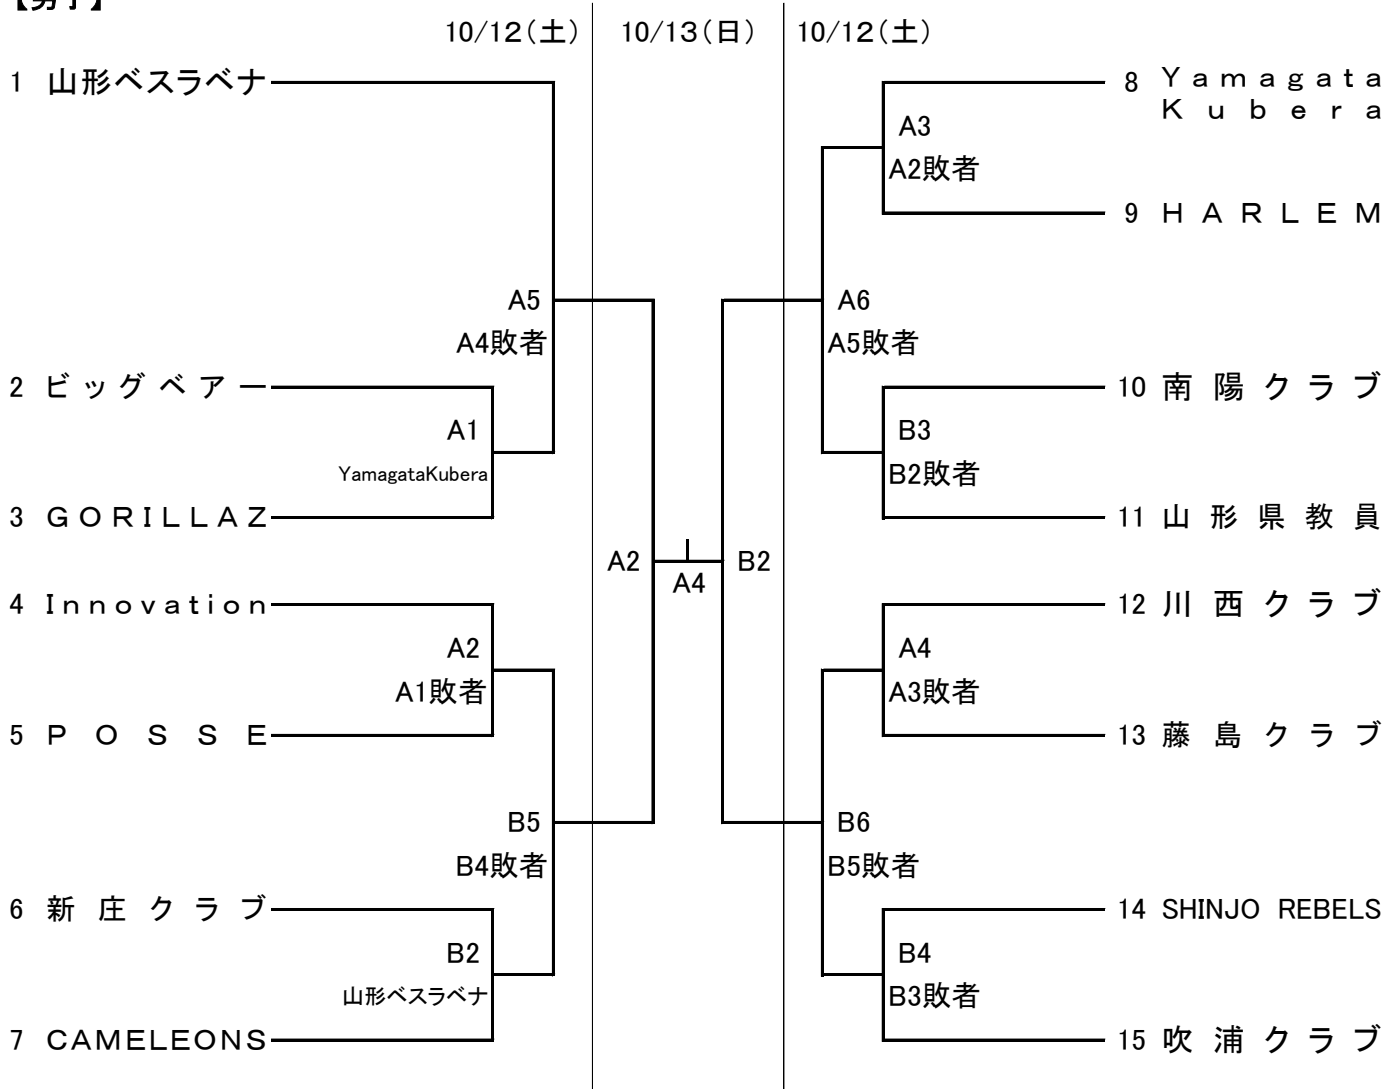 【男子】
10/12(土) 10/13(日) 10/12(土)
1 山形ベスラベナ
8 Yamagata
Kubera
A3
A2敗者
9 HARLEM
A5
A4敗者
A6
A5敗者
2 ビッグベアー
10 南陽クラブ
A1
YamagataKubera
B3
B2敗者
3 GORILLAZ
11 山形県教員
A2
A4
B2
4 Innovation
12 川西クラブ
A2
A1敗者
A4
A3敗者
5 POSSE
13 藤島クラブ
B5
B4敗者
B6
B5敗者
6 新庄クラブ
14 SHINJO REBELS
B2
山形ベスラベナ
B4
B3敗者
7 CAMELEONS
15 吹浦クラブ